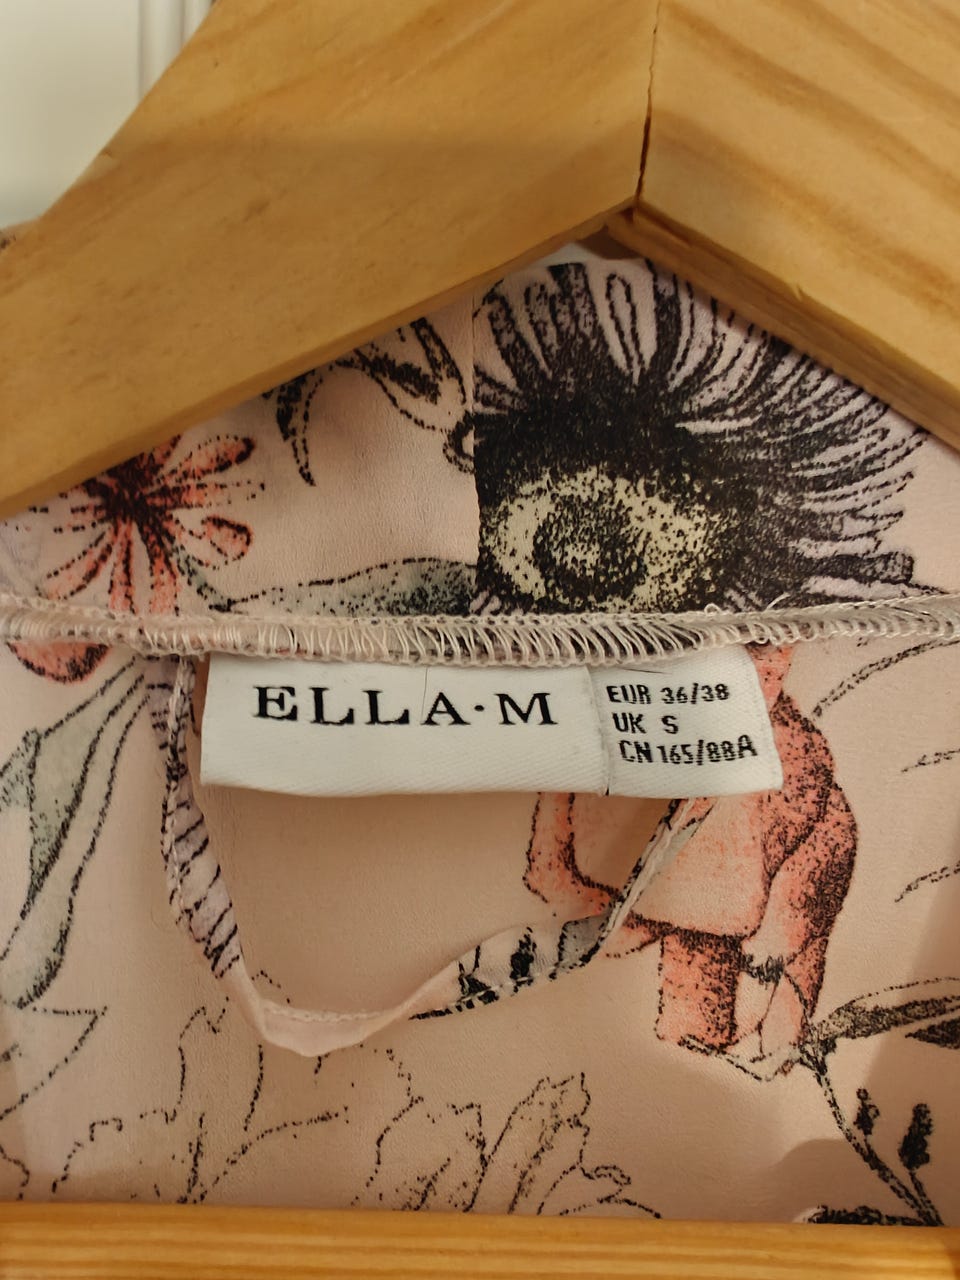 ELLA·M
EUR 36/38
UK S
CN 165/88A